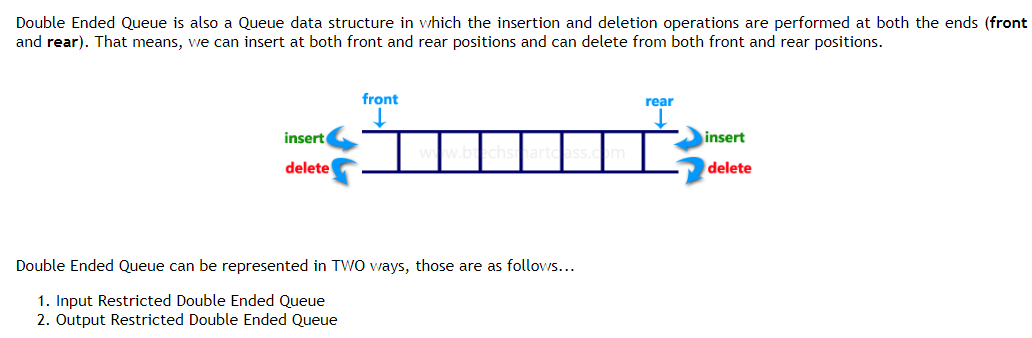 Double Ended Queue is also a Queue data structure in which the insertion and deletion operations are performed at both the ends (front
and rear). That means, we can insert at both front and rear positions and can delete from both front and rear positions.
front
rear
insert
insert
www.btechsmartclass.com
delete
delete
Double Ended Queue can be represented in TWO ways, those are as follows...
1. Input Restricted Double Ended Queue
2. Output Restricted Double Ended Queue